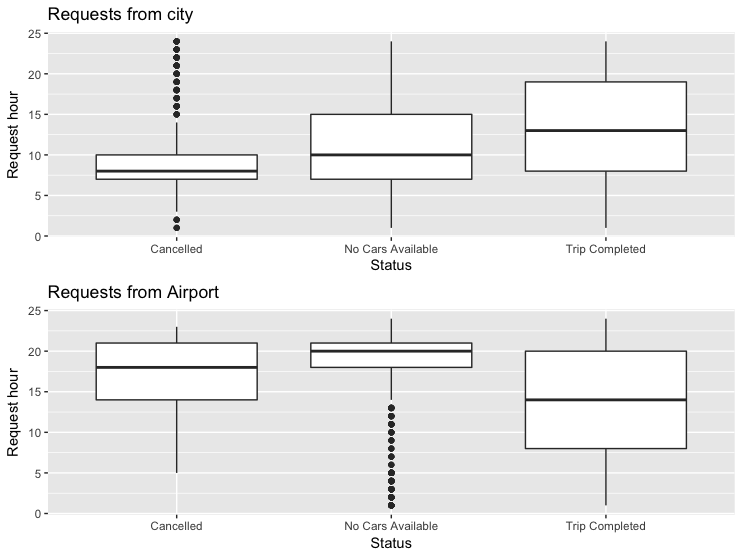 Requests from city
25
20
15
10
5
0
Request hour
Cancelled No Cars Available Trip Completed
Status
Requests from Airport
25
20
15
10
5
0
Request hour
Cancelled No Cars Available Trip Completed
Status